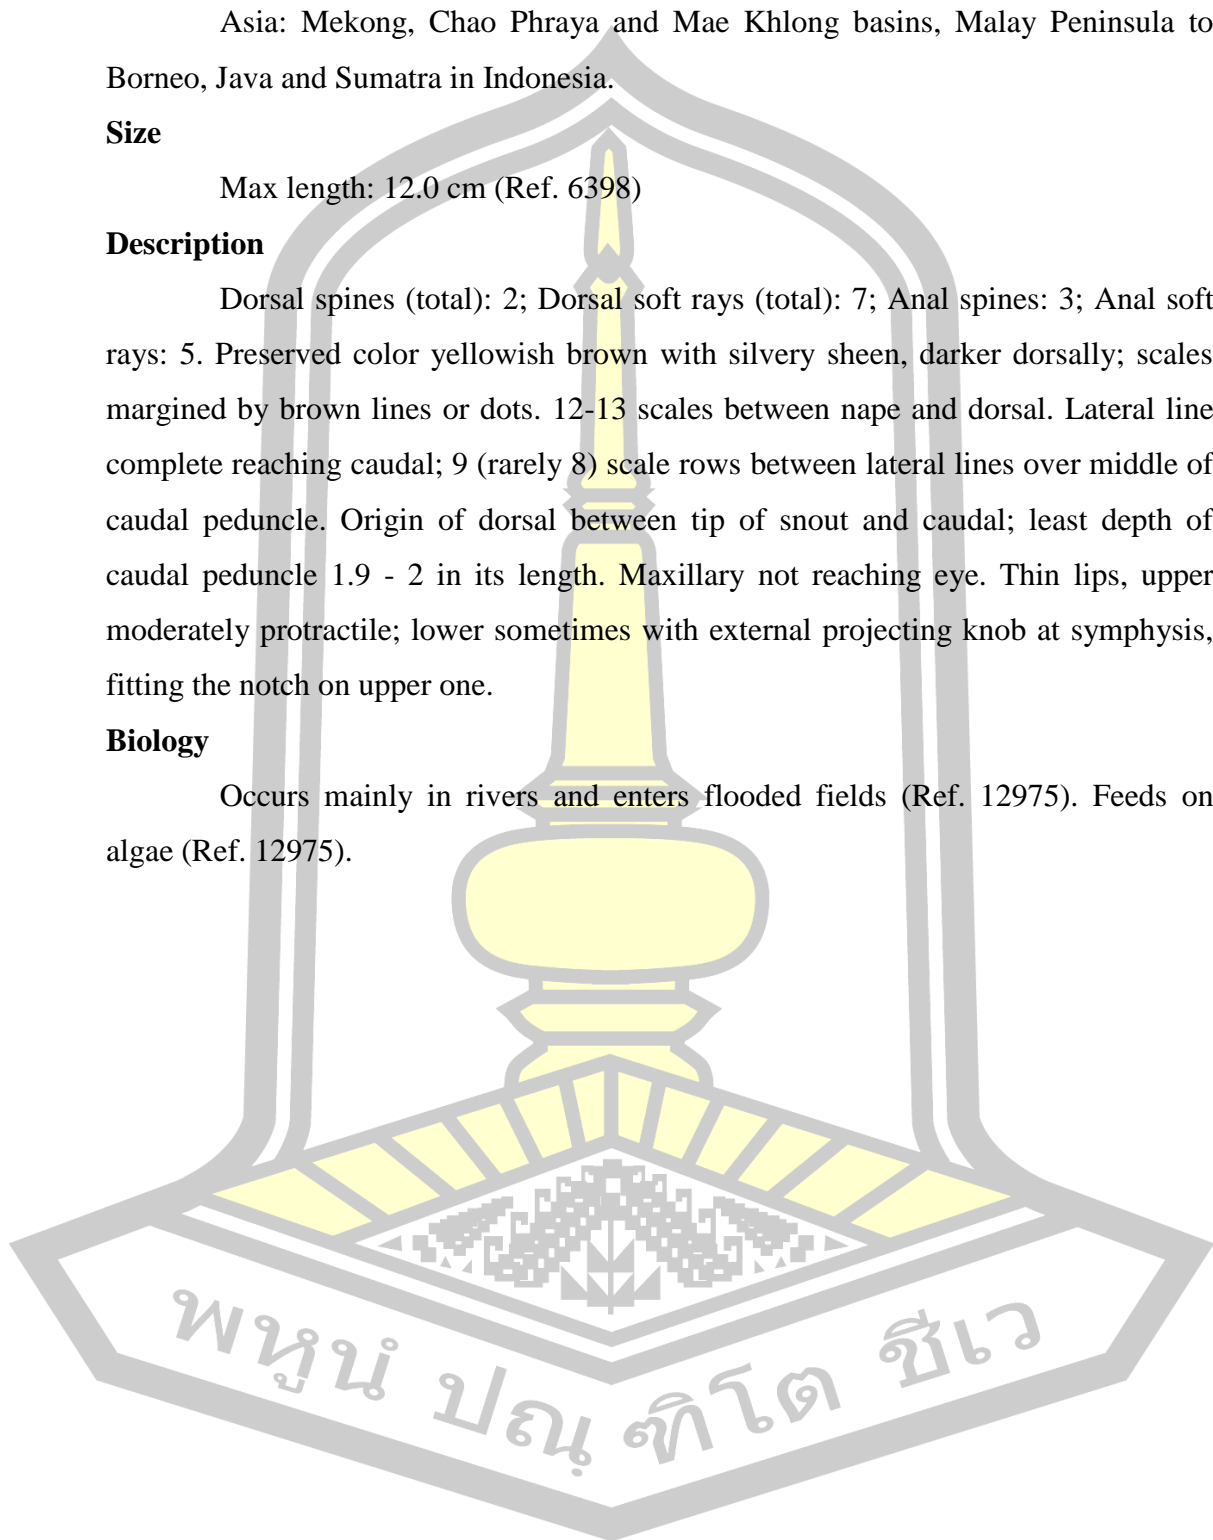 Asia: Mekong, Chao Phraya and Mae Khlong basins, Malay Peninsula to
Borneo, Java and Sumatra in Indonesia.
Size
Max length: 12.0 cm (Ref. 6398)
Description
Dorsal spines (total): 2; Dorsal soft rays (total): 7; Anal spines: 3; Anal soft
rays: 5. Preserved color yellowish brown with silvery sheen, darker dorsally; scales
margined by brown lines or dots. 12-13 scales between nape and dorsal. Lateral line
complete reaching caudal; 9 (rarely 8) scale rows between lateral lines over middle of
caudal peduncle. Origin of dorsal between tip of snout and caudal; least depth of
caudal peduncle 1.9 - 2 in its length. Maxillary not reaching eye. Thin lips, upper
moderately protractile; lower sometimes with external projecting knob at symphysis,
fitting the notch on upper one.
Biology
Occurs mainly in rivers and enters flooded fields (Ref. 12975). Feeds on
algae (Ref. 12975).
พหูนํ ปณฺฑิโต ชีเว